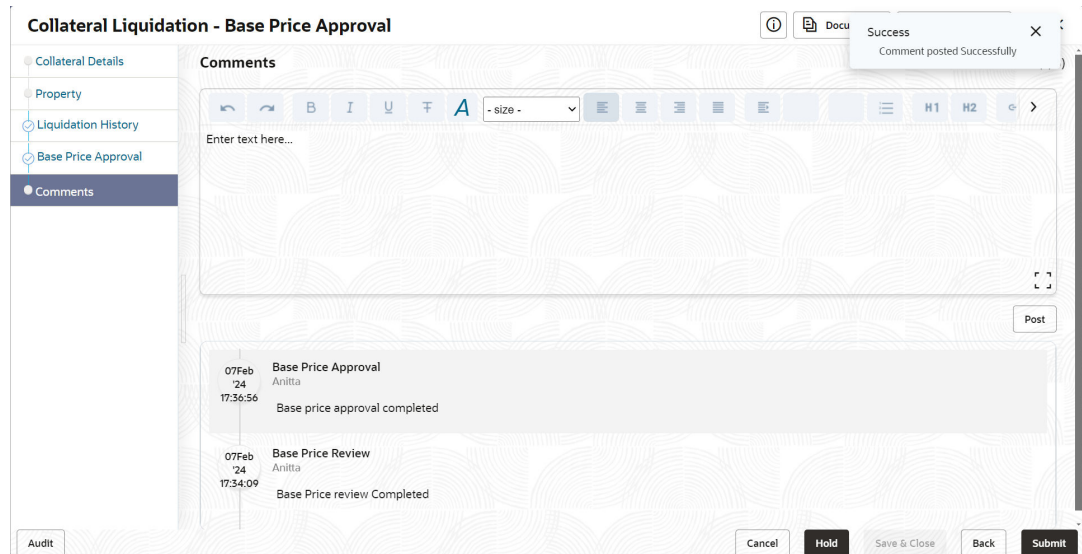 Collateral Liquidation - Base Price Approval
Docu
Success
Comment posted Successfully
Collateral Details
Property
Liquidation History
Base Price Approval
Comments
Comments
B I U T A - size - H1 H2
Enter text here...
Post
07Feb
'24
17:36:56
Base Price Approval
Anitta
Base price approval completed
07Feb
'24
17:34:09
Base Price Review
Anitta
Base Price review Completed
Audit
Cancel
Hold
Save & Close
Back
Submit